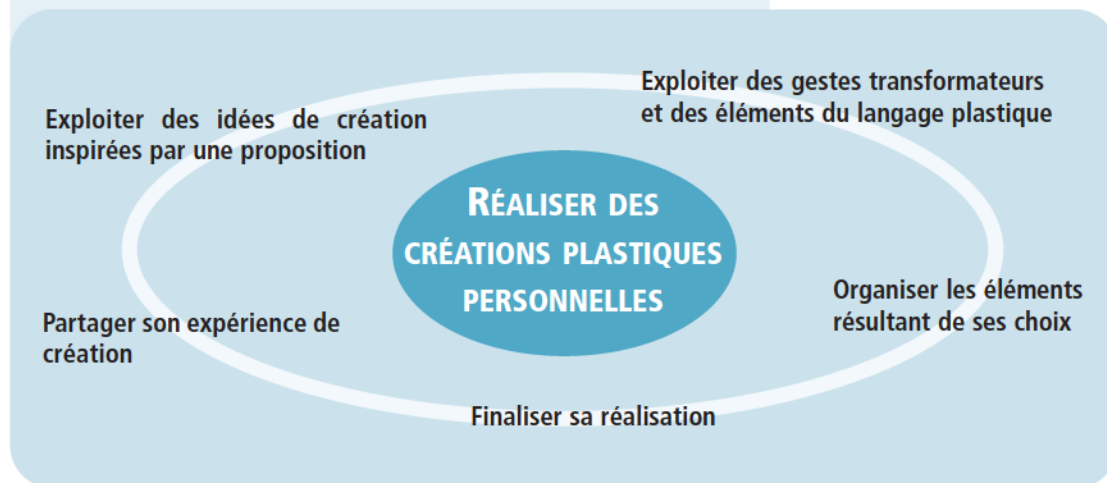 Exploiter des idées de création
inspirées par une proposition
Exploiter des gestes transformateurs
et des éléments du langage plastique
RÉALISER DES
CRÉATIONS PLASTIQUES
PERSONNELLES
Organiser les éléments
résultant de ses choix
Partager son expérience de
création
Finaliser sa réalisation